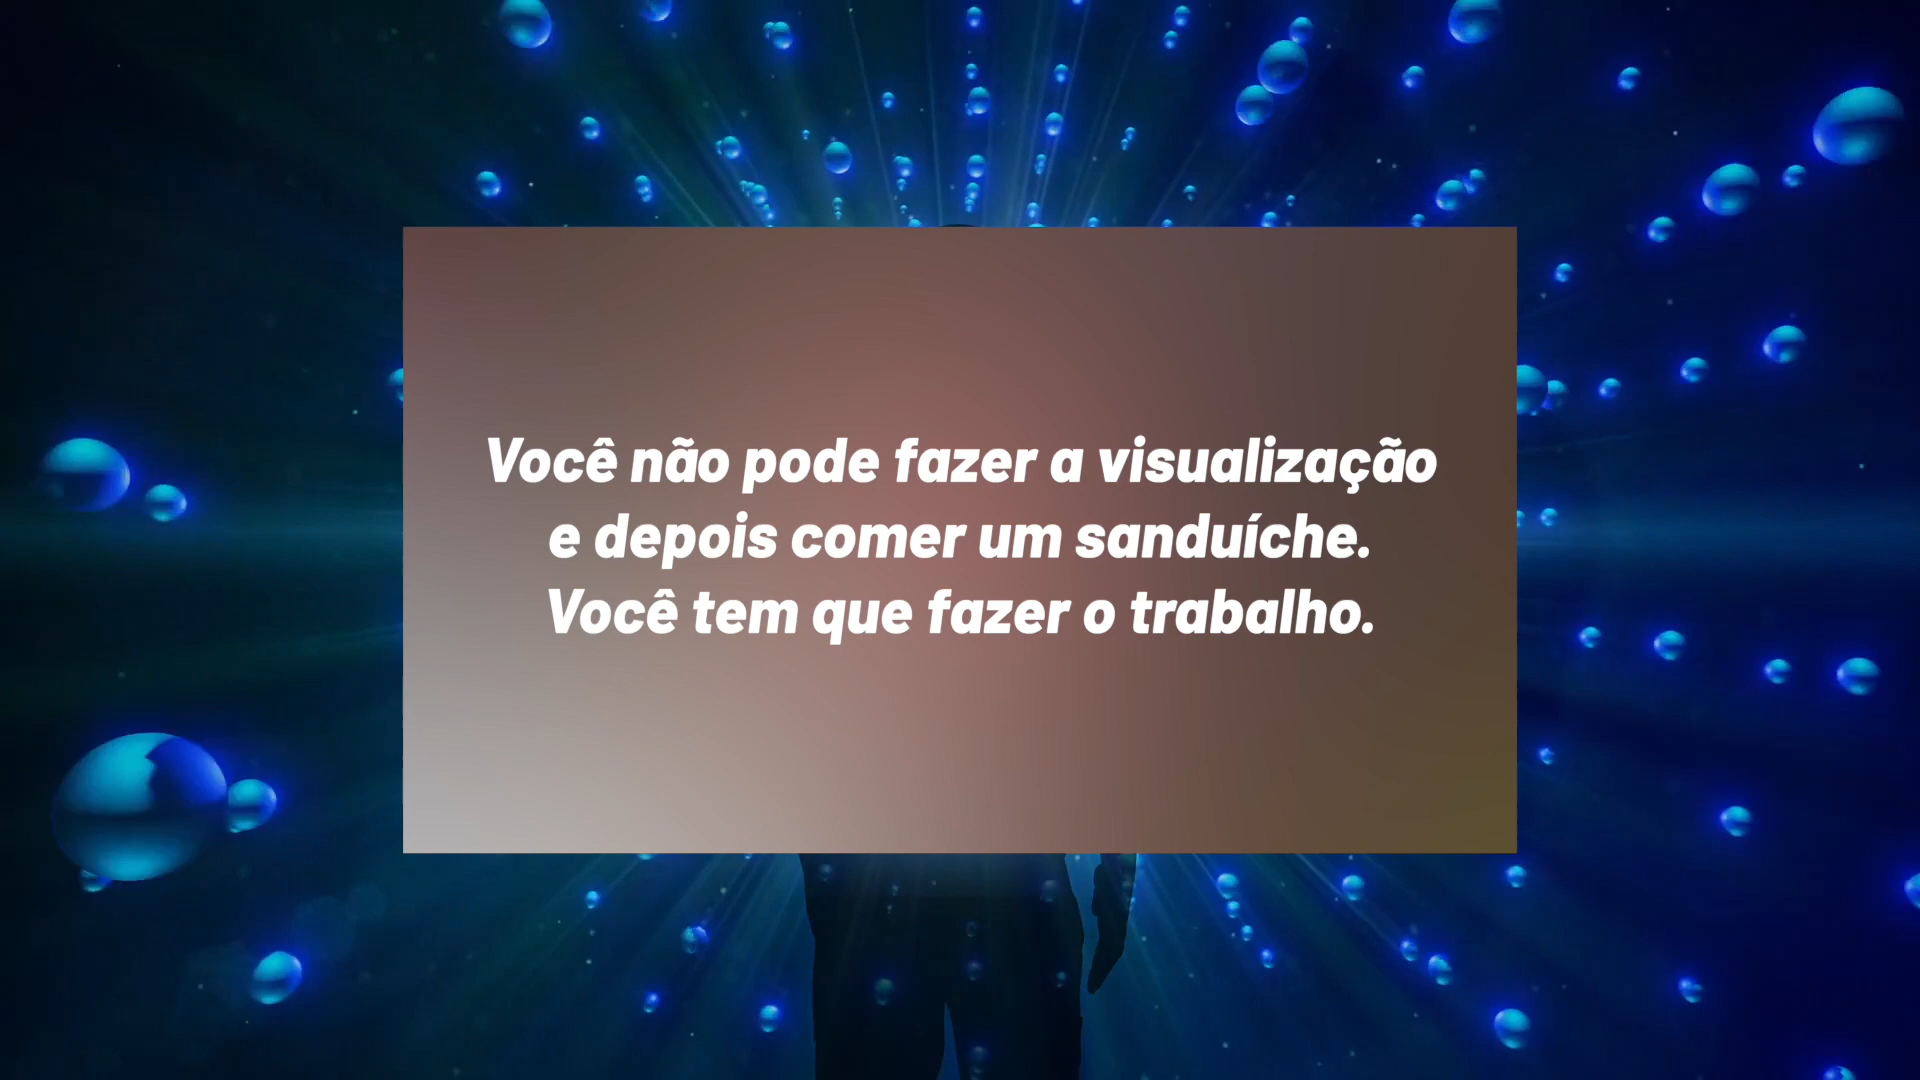 Você não pode fazer a visualização
e depois comer um sanduíche.
Você tem que fazer o trabalho.